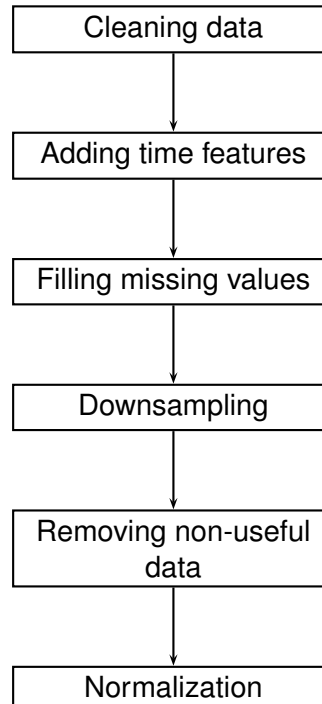 Cleaning data
Adding time features
Filling missing values
Downsampling
Removing non-useful
data
Normalization